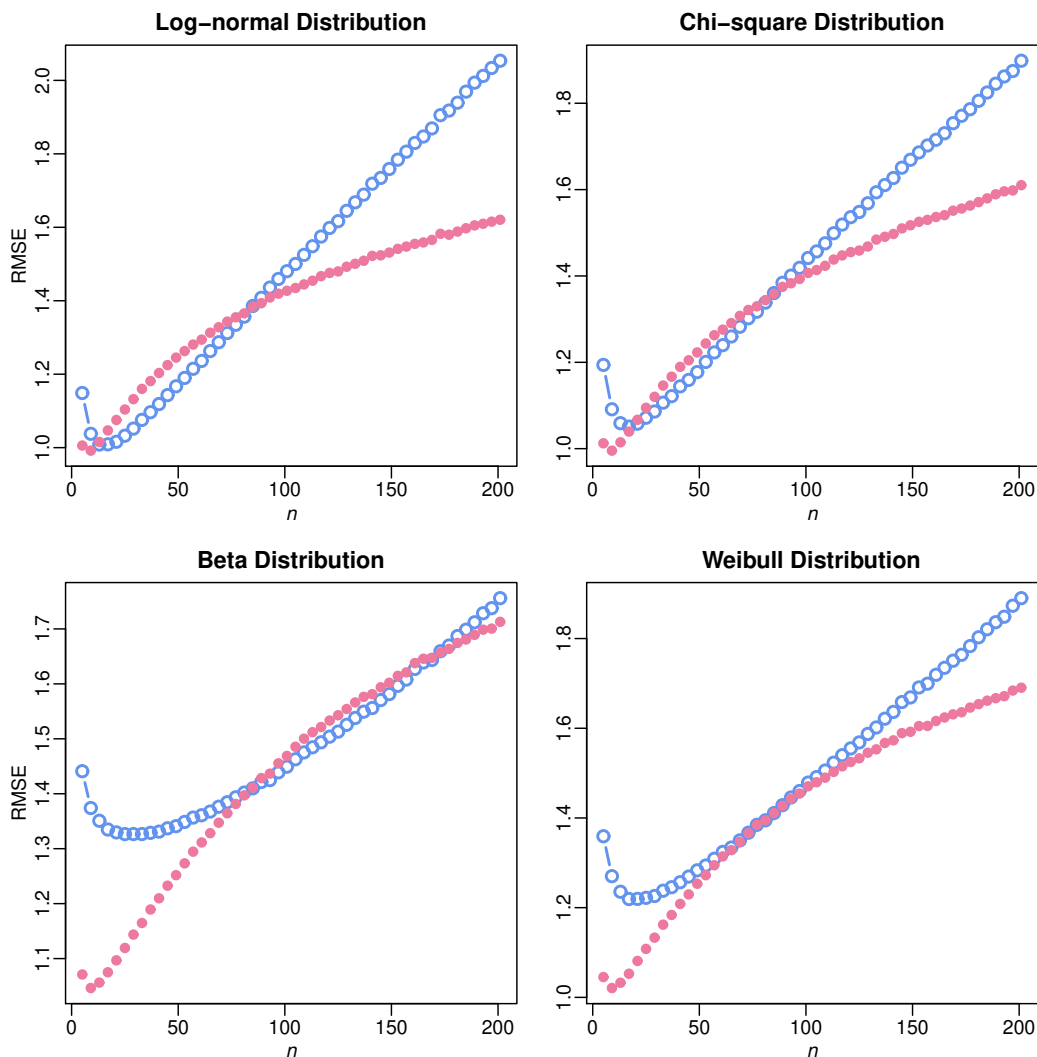 Log−normal Distribution
RMSE
1.0
1.2
1.4
1.6
1.8
2.0
0 50 100 150 200
n
Chi−square Distribution
1.0
1.2
1.4
1.6
1.8
0 50 100 150 200
n
Beta Distribution
RMSE
1.1
1.2
1.3
1.4
1.5
1.6
1.7
0 50 100 150 200
n
Weibull Distribution
1.0
1.2
1.4
1.6
1.8
0 50 100 150 200
n